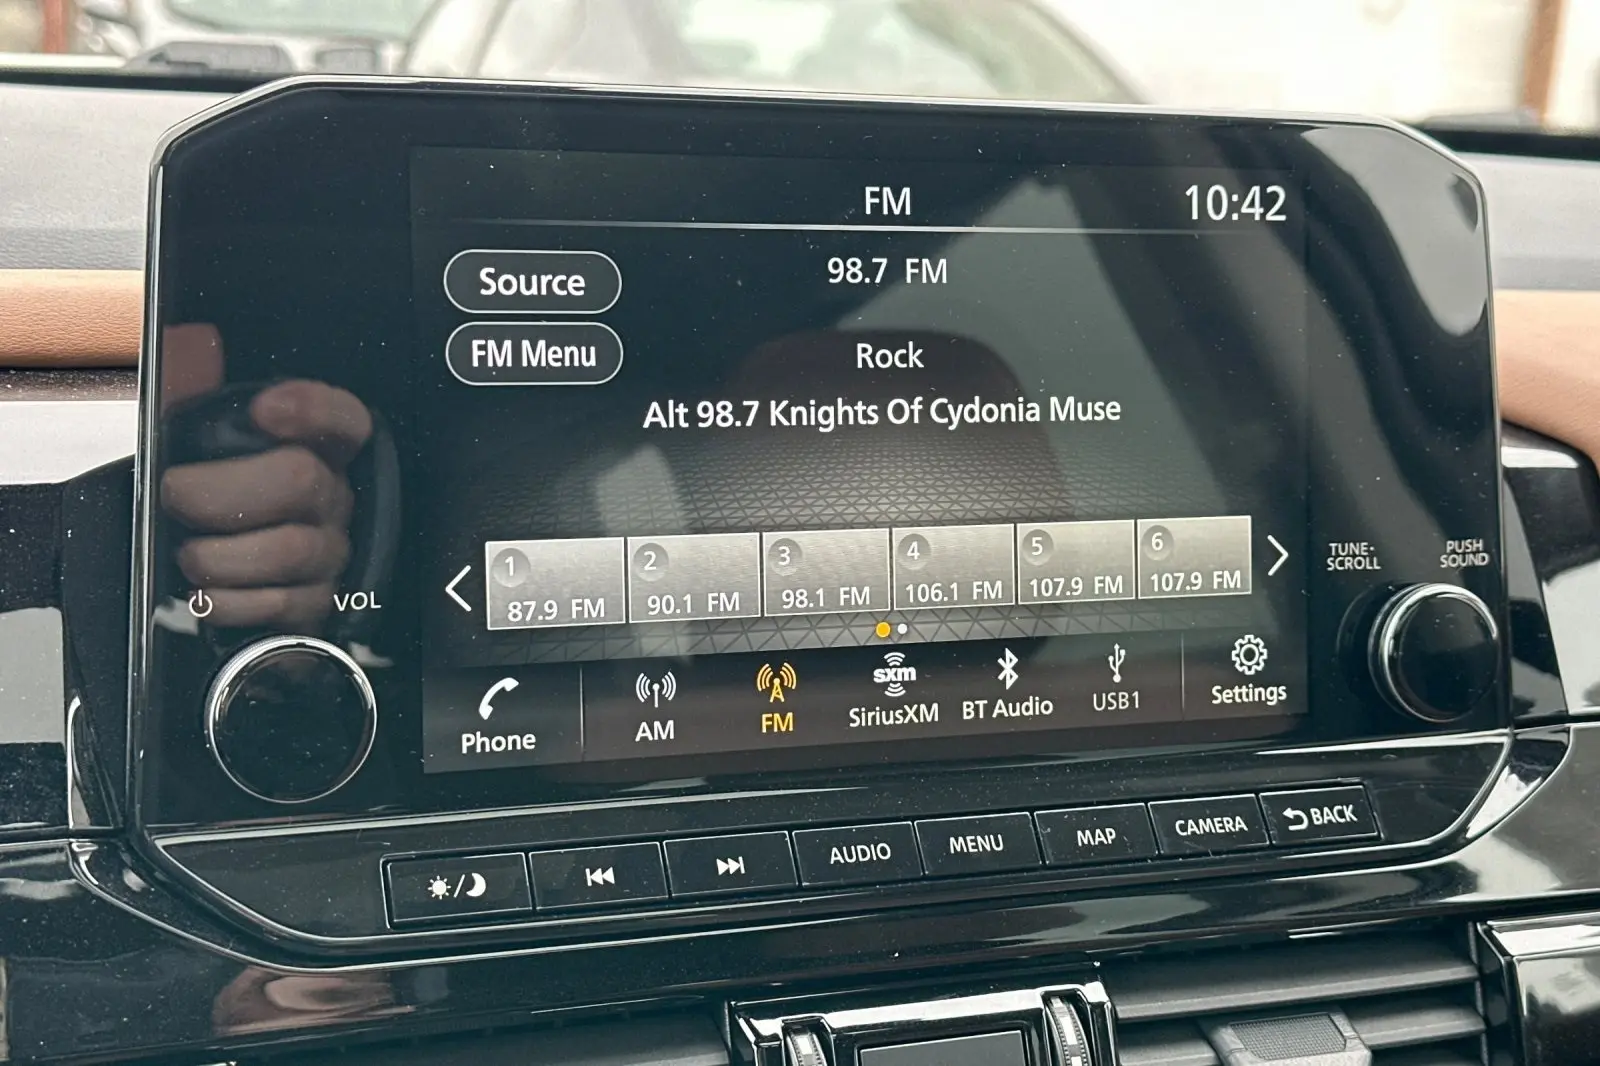 FM
10:42
Source
98.7 FM
FM Menu
Rock
Alt 98.7 Knights Of Cydonia Muse
1
87.9 FM
2
90.1 FM
3
98.1 FM
4
106.1 FM
5
107.9 FM
6
107.9 FM
VOL
TUNE·
SCROLL
PUSH
SOUND
Phone
AM
FM
sxm
SiriusXM
BT Audio
USB1
Settings
AUDIO
MENU
MAP
CAMERA
BACK